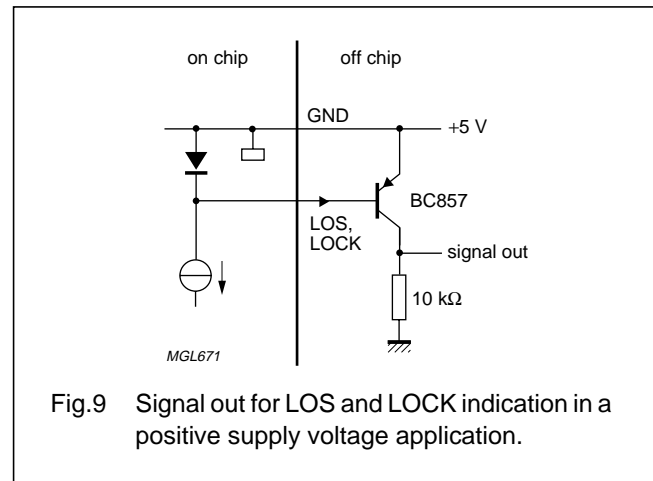 on chip
off chip
GND
+5 V
BC857
LOS,
LOCK
signal out
10 kΩ
MGL671
Fig.9 Signal out for LOS and LOCK indication in a
positive supply voltage application.